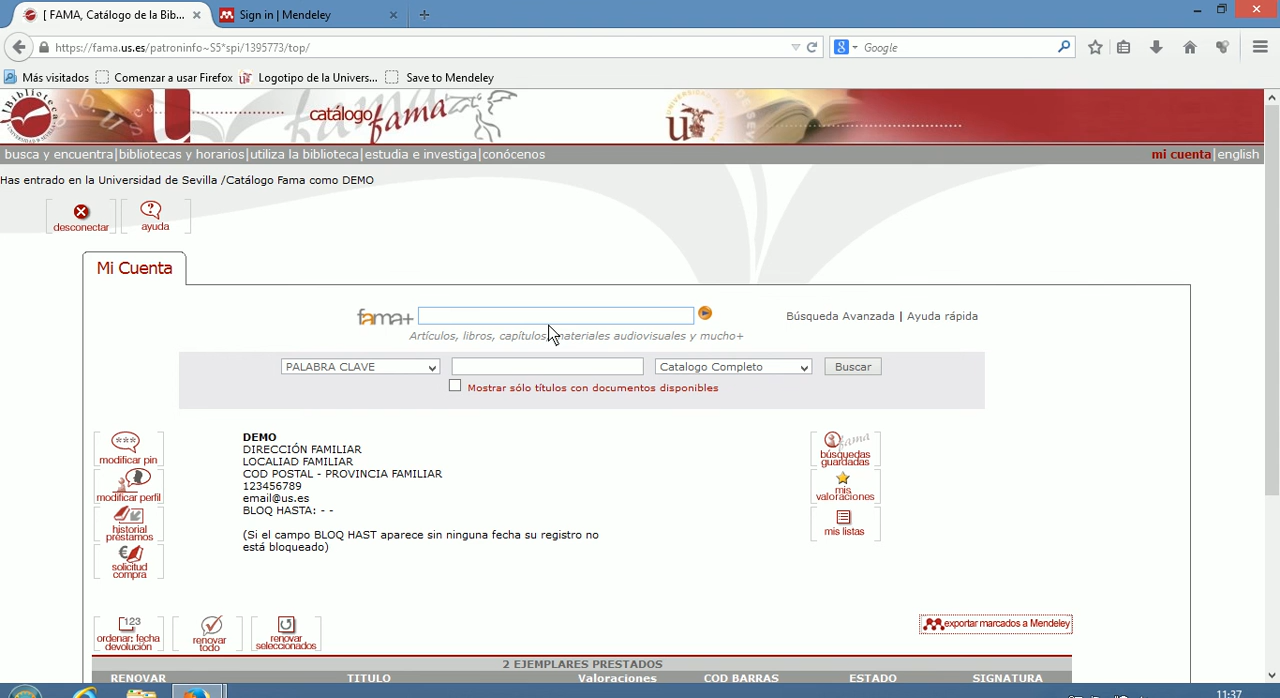 [ FAMA, Catálogo de la Bib...
Sign in | Mendeley
https://fama.us.es/patroninfo~S5*spi/1395773/top/
Google
Más visitados
Comenzar a usar Firefox
Logotipo de la Univers...
Save to Mendeley
catálogo fama
busca y encuentra|bibliotecas y horarios|utiliza la biblioteca|estudia e investiga|conócenos
mi cuenta|english
Has entrado en la Universidad de Sevilla /Catálogo Fama como DEMO
desconectar
ayuda
Mi Cuenta
fama+
Búsqueda Avanzada | Ayuda rápida
Artículos, libros, capítulos, materiales audiovisuales y mucho+
PALABRA CLAVE
Catalogo Completo
Buscar
Mostrar sólo títulos con documentos disponibles
modificar pin
modificar perfil
historial préstamos
solicitud compra
DEMO
DIRECCIÓN FAMILIAR
LOCALIAD FAMILIAR
COD POSTAL - PROVINCIA FAMILIAR
123456789
email@us.es
BLOQ HASTA: - -
(Si el campo BLOQ HAST aparece sin ninguna fecha su registro no
está bloqueado)
búsquedas guardadas
mis valoraciones
mis listas
123
ordenar: fecha devolución
renovar todo
renovar seleccionados
exportar marcados a Mendeley
2 EJEMPLARES PRESTADOS
RENOVAR
TITULO
Valoraciones
COD BARRAS
ESTADO
SIGNATURA
11:37